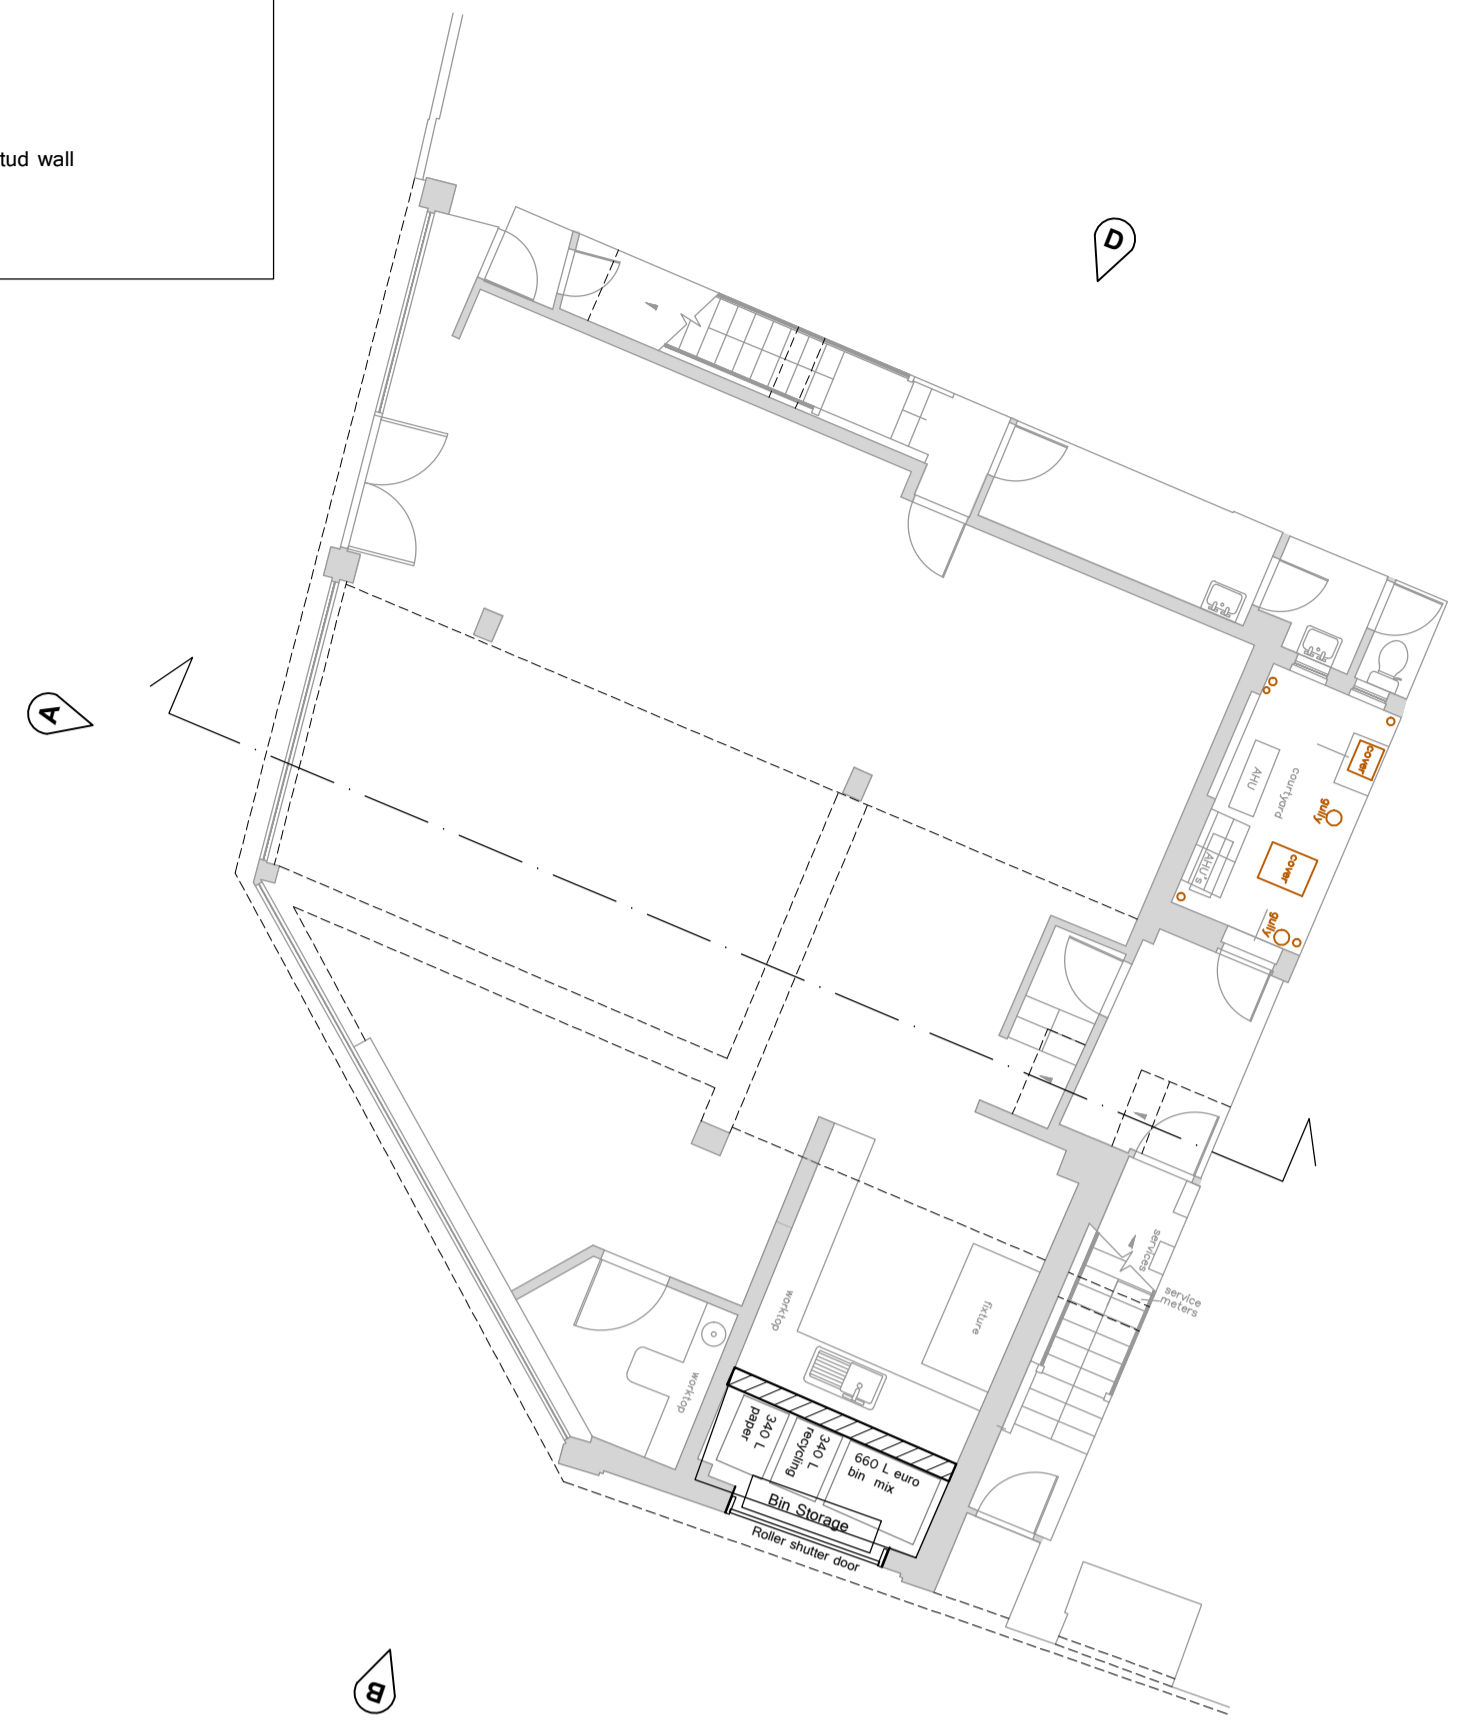 tud wall
D
A
cover
AHU
courtyard
gully
AHU's
cover
gully
services
service
meters
fixture
worktop
worktop
340 L
paper
340 L
recycling
660 L euro
bin mix
Bin Storage
Roller shutter door
B